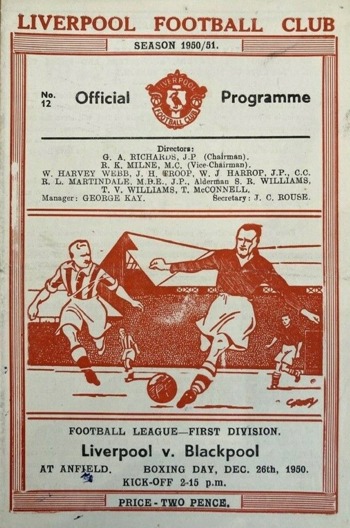 LIVERPOOL FOOTBALL CLUB
SEASON 1950/51.
No.
12
Official
LIVERPOOL
FOOTBALL CLUB
Programme
Directors:
G. A. RICHARDS, J.P (Chairman).
R. K. MILNE, M.C. (Vice-Chairman).
W. HARVEY WEBB, J. H. TROOP, W. J HARROP, J.P., C.C.
R. L. MARTINDALE, M.B.E., J.P., Alderman S. R. WILLIAMS,
T. V. WILLIAMS, T. McCONNELL.
Manager: GEORGE KAY. Secretary: J. C. ROUSE.
FOOTBALL LEAGUE—FIRST DIVISION.
Liverpool v. Blackpool
AT ANFIELD. BOXING DAY, DEC. 26th, 1950.
KICK-OFF 2-15 p.m.
PRICE - TWO PENCE.